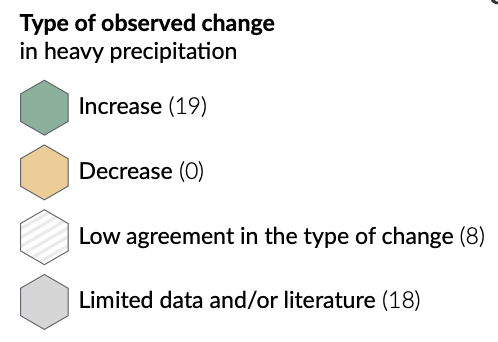 Type of observed change
in heavy precipitation
Increase (19)
Decrease (0)
Low agreement in the type of change (8)
Limited data and/or literature (18)